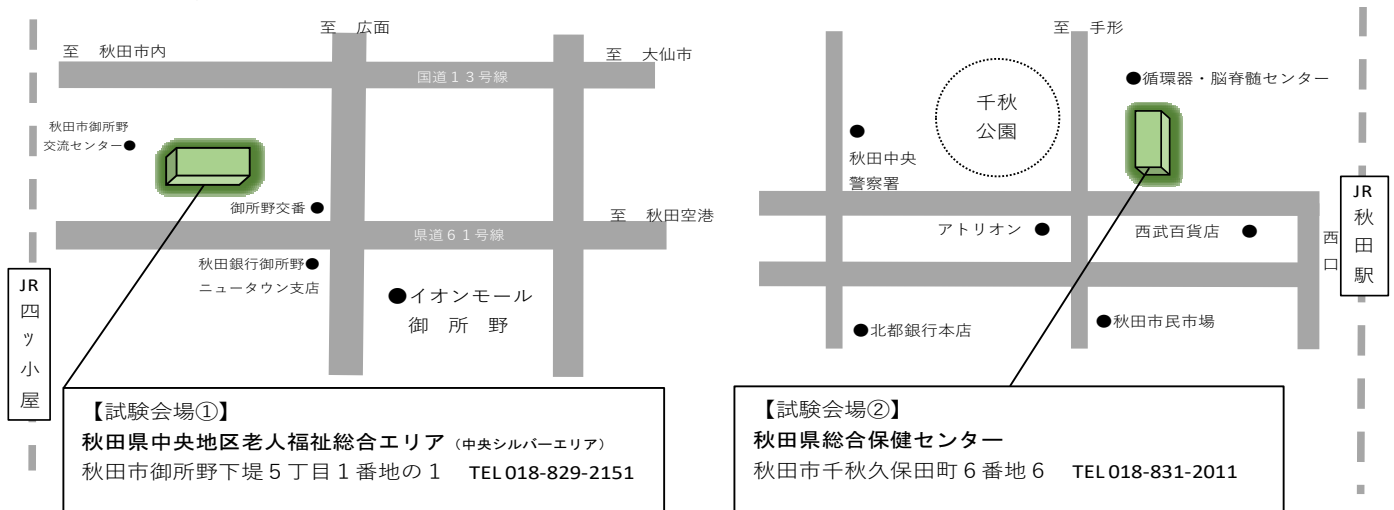 至　広面
至　秋田市内
至　大仙市
国道１３号線
秋田市御所野
交流センター●
御所野交番 ●
至　秋田空港
県道６１号線
秋田銀行御所野●
ニュータウン支店
●イオンモール
御　所　野
JR
四
ッ
小
屋
【試験会場①】
秋田県中央地区老人福祉総合エリア（中央シルバーエリア）
秋田市御所野下堤５丁目１番地の１　TEL018-829-2151
至　手形
●循環器・脳脊髄センター
千秋
公園
●
秋田中央
警察署
アトリオン ●
西武百貨店 ●
西
口
JR
秋
田
駅
●北都銀行本店
●秋田市民市場
【試験会場②】
秋田県総合保健センター
秋田市千秋久保田町６番地６　TEL018-831-2011